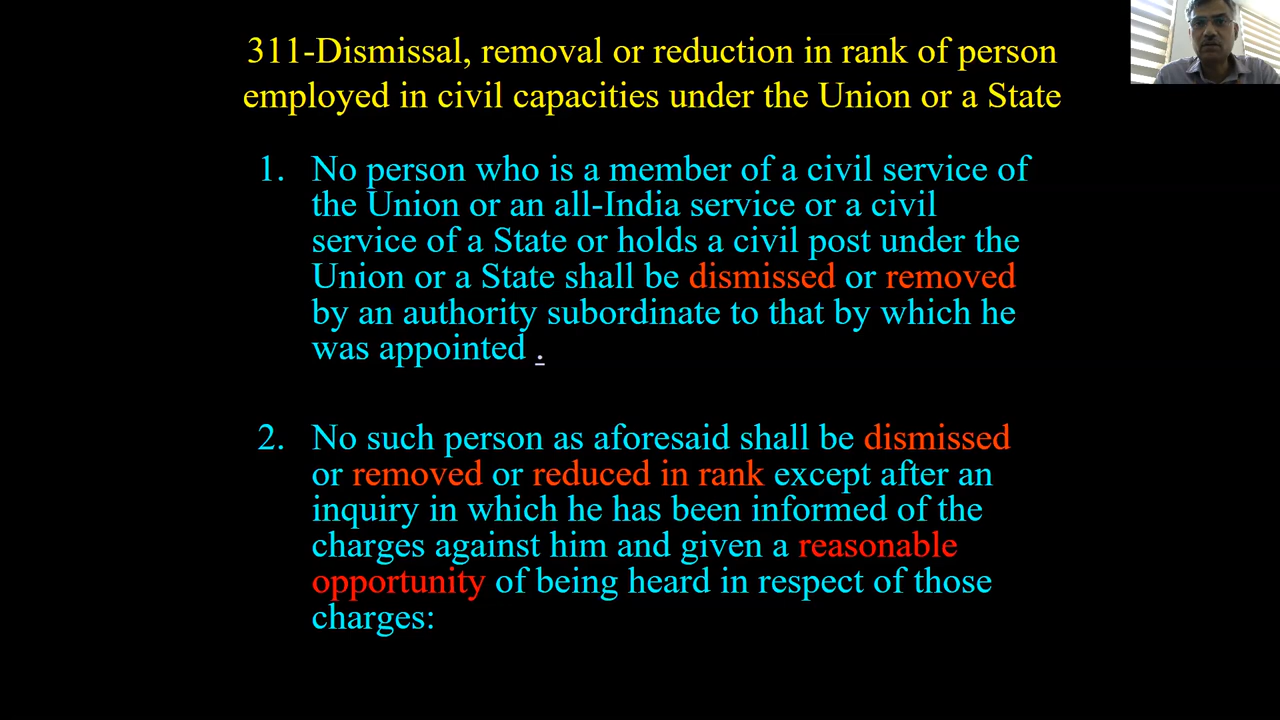 311-Dismissal, removal or reduction in rank of person
employed in civil capacities under the Union or a State
1. No person who is a member of a civil service of
the Union or an all-India service or a civil
service of a State or holds a civil post under the
Union or a State shall be dismissed or removed
by an authority subordinate to that by which he
was appointed .
2. No such person as aforesaid shall be dismissed
or removed or reduced in rank except after an
inquiry in which he has been informed of the
charges against him and given a reasonable
opportunity of being heard in respect of those
charges: